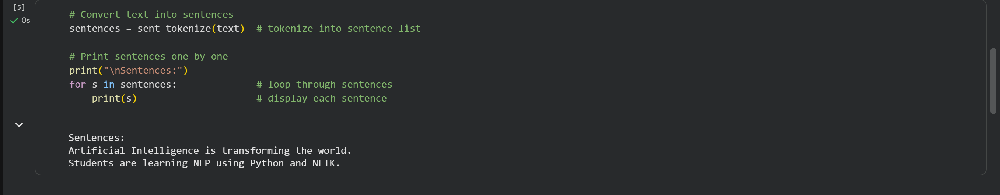 [5]
0s
# Convert text into sentences
sentences = sent_tokenize(text)  # tokenize into sentence list
# Print sentences one by one
print("\nSentences:")
for s in sentences:              # loop through sentences
    print(s)                     # display each sentence
Sentences:
Artificial Intelligence is transforming the world.
Students are learning NLP using Python and NLTK.